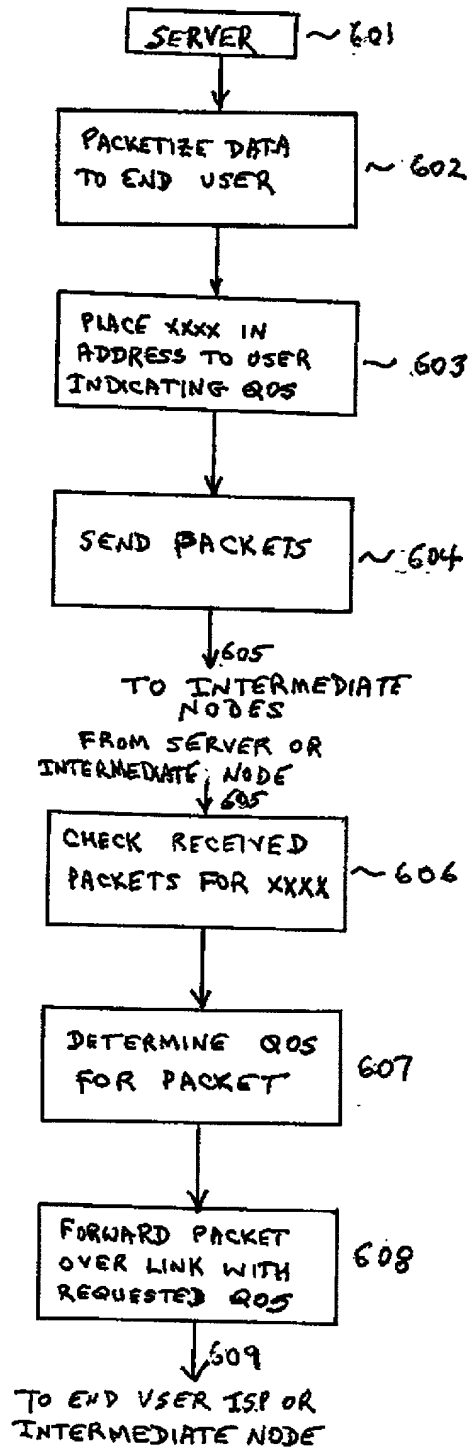 SERVER ~ 601
PACKETIZE DATA
TO END USER
~ 602
PLACE XXXX IN
ADDRESS TO USER
INDICATING QOS
~ 603
SEND PACKETS ~ 604
605
TO INTERMEDIATE
NODES
FROM SERVER OR
INTERMEDIATE NODE
605
CHECK RECEIVED
PACKETS FOR XXXX
~ 606
DETERMINE QOS
FOR PACKET
607
FORWARD PACKET
OVER LINK WITH
REQUESTED QOS
608
609
TO END USER ISP OR
INTERMEDIATE NODE